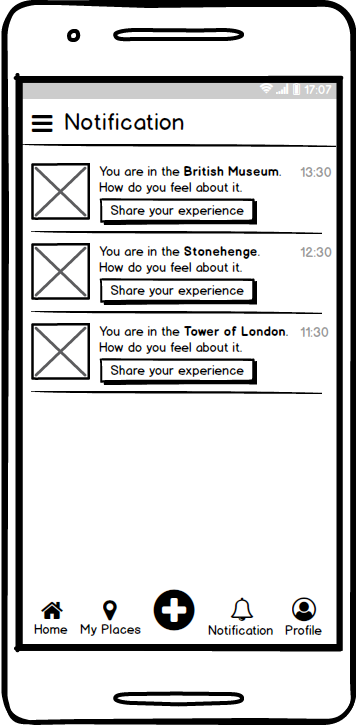 17:07
Notification
You are in the British Museum. 13:30
How do you feel about it.
Share your experience
You are in the Stonehenge. 12:30
How do you feel about it.
Share your experience
You are in the Tower of London. 11:30
How do you feel about it.
Share your experience
Home My Places Notification Profile